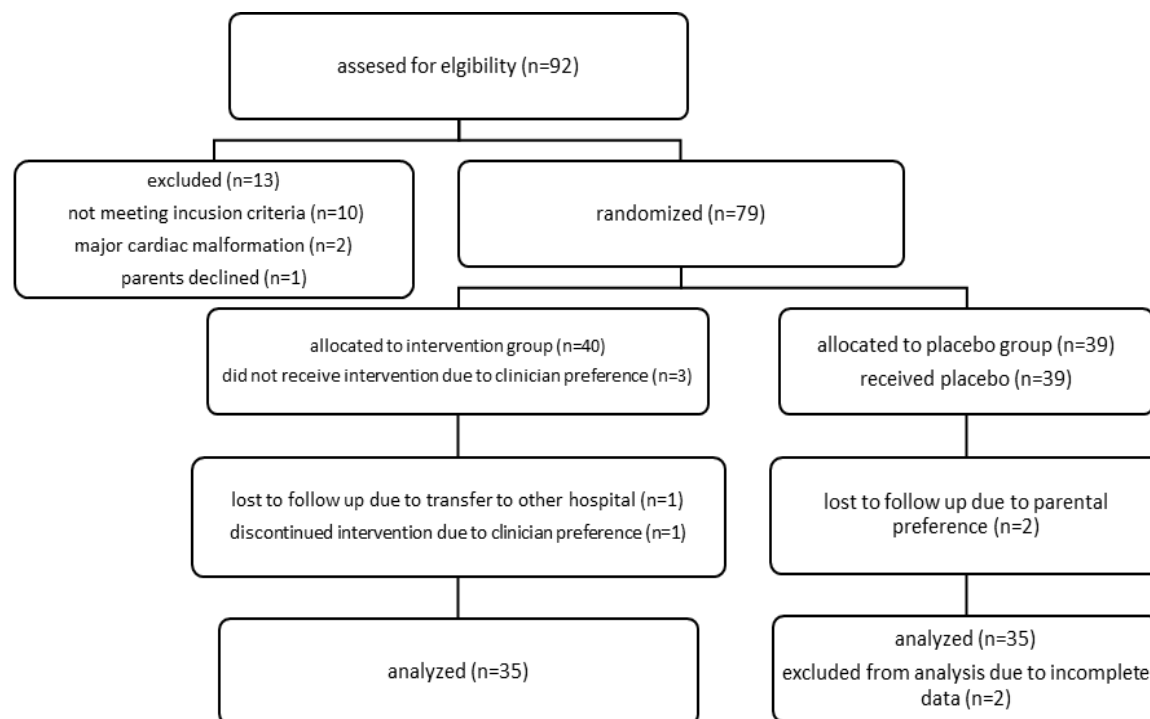 assesed for elgibility (n=92)
excluded (n=13)
not meeting incusion criteria (n=10)
major cardiac malformation (n=2)
parents declined (n=1)
randomized (n=79)
allocated to intervention group (n=40)
did not receive intervention due to clinician preference (n=3)
allocated to placebo group (n=39)
received placebo (n=39)
lost to follow up due to transfer to other hospital (n=1)
discontinued intervention due to clinician preference (n=1)
lost to follow up due to parental
preference (n=2)
analyzed (n=35)
analyzed (n=35)
excluded from analysis due to incomplete
data (n=2)